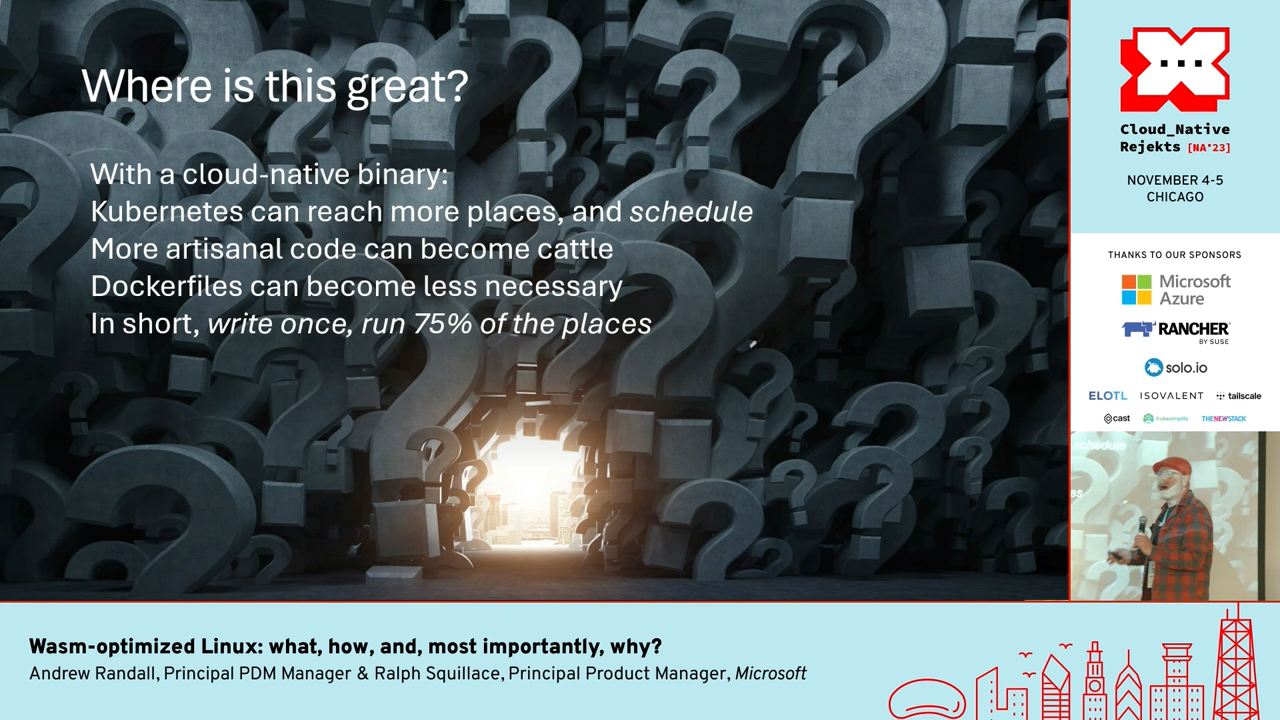 Where is this great?
With a cloud-native binary:
Kubernetes can reach more places, and schedule
More artisanal code can become cattle
Dockerfiles can become less necessary
In short, write once, run 75% of the places
Cloud_Native
Rejekts [NA'23]
NOVEMBER 4-5
CHICAGO
THANKS TO OUR SPONSORS
Microsoft
Azure
RANCHER
BY SUSE
solo.io
ELOTL ISOVALENT tailscale
cast Kubesimplify THENEWSTACK
schedule
Wasm-optimized Linux: what, how, and, most importantly, why?
Andrew Randall, Principal PDM Manager & Ralph Squillace, Principal Product Manager, Microsoft